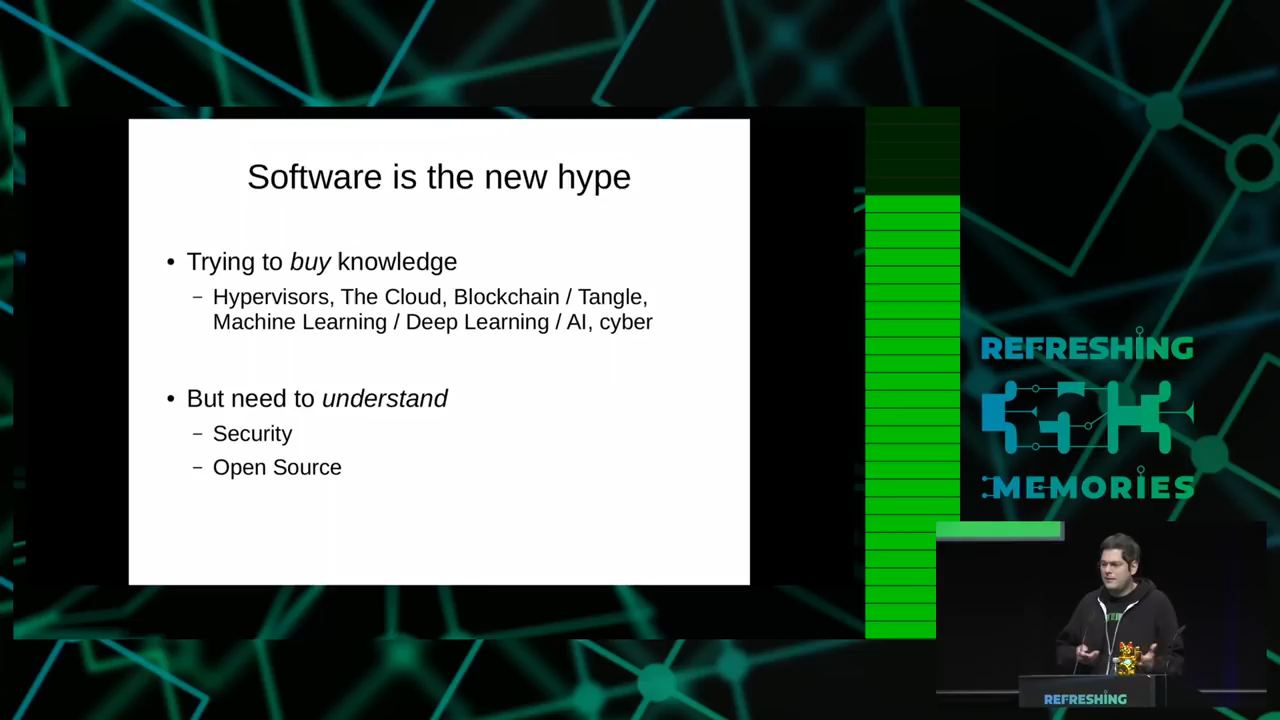 Software is the new hype
• Trying to buy knowledge
– Hypervisors, The Cloud, Blockchain / Tangle,
Machine Learning / Deep Learning / AI, cyber
• But need to understand
– Security
– Open Source
REFRESHING
35C3
MEMORIES
REFRESHING